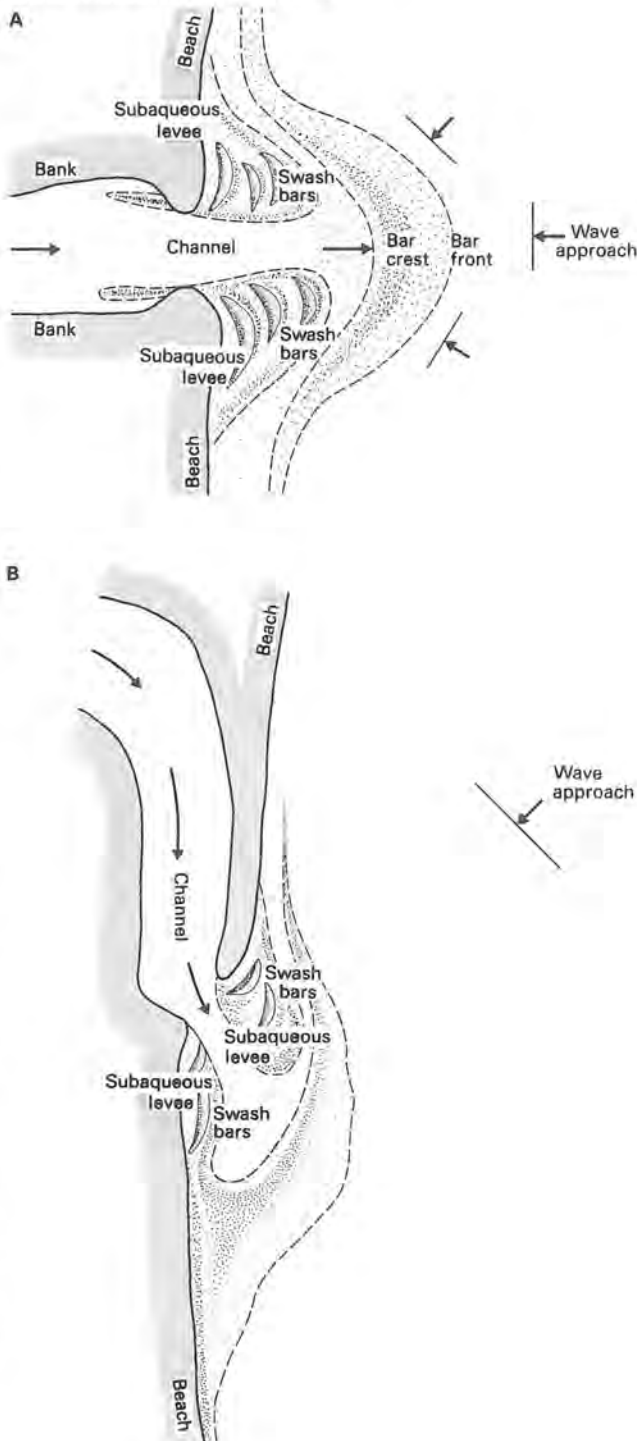 A
Beach
Subaqueous
levee
Bank
Swash
bars
Channel
Bar
crest
Bar
front
Wave
approach
Bank
Swash
bars
Subaqueous
levee
Beach
B
Beach
Wave
approach
Channel
Swash
bars
Subaqueous
levee
Subaqueous
levee
Swash
bars
Beach